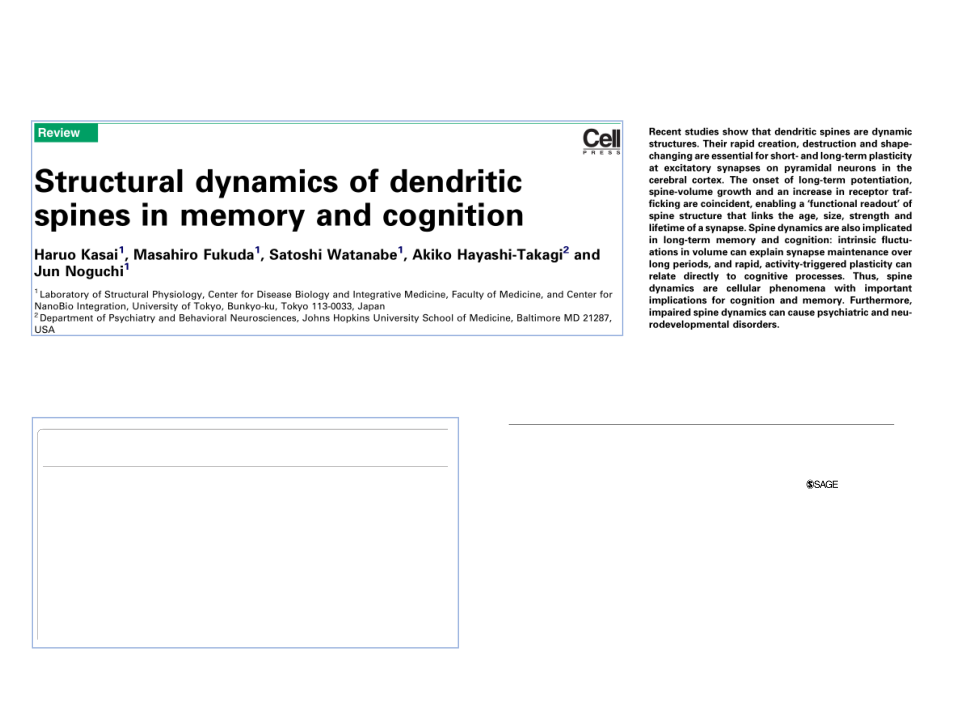 Review
Cell
PRESS
Structural dynamics of dendritic
spines in memory and cognition
Haruo Kasai1, Masahiro Fukuda1, Satoshi Watanabe1, Akiko Hayashi-Takagi2 and
Jun Noguchi1
1 Laboratory of Structural Physiology, Center for Disease Biology and Integrative Medicine, Faculty of Medicine, and Center for
NanoBio Integration, University of Tokyo, Bunkyo-ku, Tokyo 113-0033, Japan
2 Department of Psychiatry and Behavioral Neurosciences, Johns Hopkins University School of Medicine, Baltimore MD 21287,
USA
Recent studies show that dendritic spines are dynamic
structures. Their rapid creation, destruction and shape-
changing are essential for short- and long-term plasticity
at excitatory synapses on pyramidal neurons in the
cerebral cortex. The onset of long-term potentiation,
spine-volume growth and an increase in receptor traf-
ficking are coincident, enabling a ‘functional readout’ of
spine structure that links the age, size, strength and
lifetime of a synapse. Spine dynamics are also implicated
in long-term memory and cognition: intrinsic fluctu-
ations in volume can explain synapse maintenance over
long periods, and rapid, activity-triggered plasticity can
relate directly to cognitive processes. Thus, spine
dynamics are cellular phenomena with important
implications for cognition and memory. Furthermore,
impaired spine dynamics can cause psychiatric and neu-
rodevelopmental disorders.
SAGE